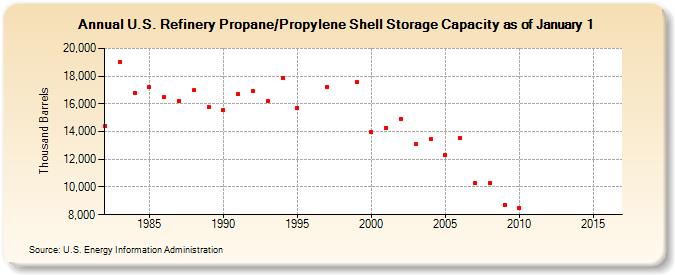 Annual U.S. Refinery Propane/Propylene Shell Storage Capacity as of January 1
Thousand Barrels
20,000
18,000
16,000
14,000
12,000
10,000
8,000
1985 1990 1995 2000 2005 2010 2015
Source: U.S. Energy Information Administration